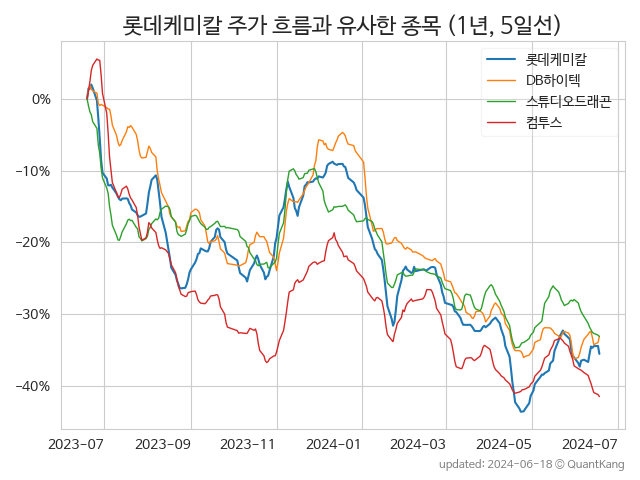 롯데케미칼 주가 흐름과 유사한 종목 (1년, 5일선)
롯데케미칼
DB하이텍
스튜디오드래곤
컴투스
0%
−10%
−20%
−30%
−40%
2023-07 2023-09 2023-11 2024-01 2024-03 2024-05 2024-07
updated: 2024-06-18 © QuantKang